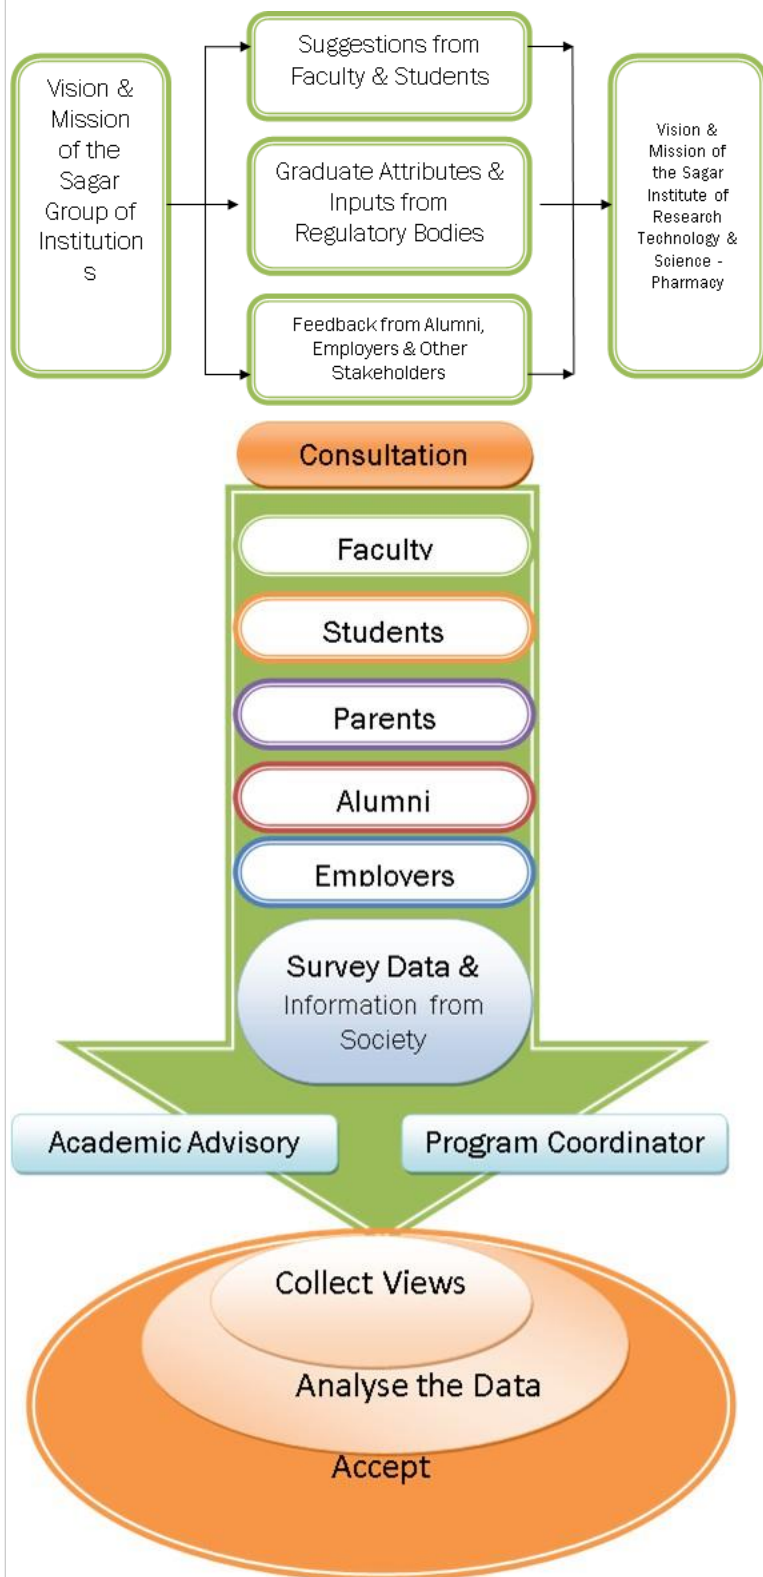 Vision &
Mission
of the
Sagar
Group of
Institution
s
Suggestions from
Faculty & Students
Graduate Attributes &
Inputs from
Regulatory Bodies
Feedback from Alumni,
Employers & Other
Stakeholders
Vision &
Mission of
the Sagar
Institute of
Research
Technology &
Science -
Pharmacy
Consultation
Faculty
Students
Parents
Alumni
Employers
Survey Data &
Information from
Society
Academic Advisory
Program Coordinator
Collect Views
Analyse the Data
Accept